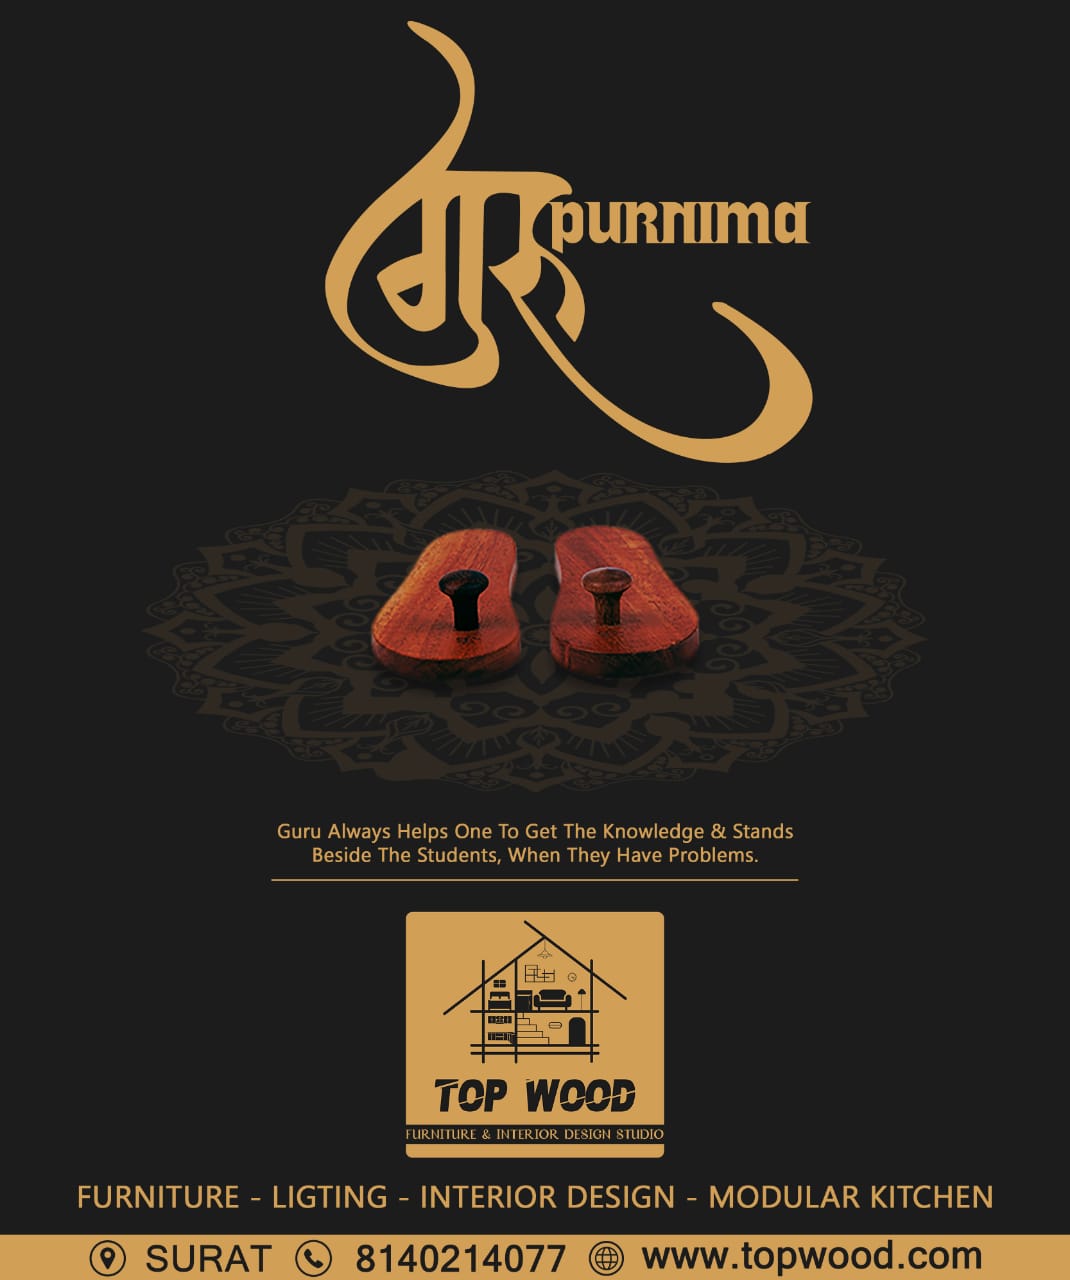 गुरु purnima
Guru Always Helps One To Get The Knowledge & Stands
Beside The Students, When They Have Problems.
TOP WOOD
FURNITURE & INTERIOR DESIGN STUDIO
FURNITURE - LIGTING - INTERIOR DESIGN - MODULAR KITCHEN
SURAT 8140214077 www.topwood.com